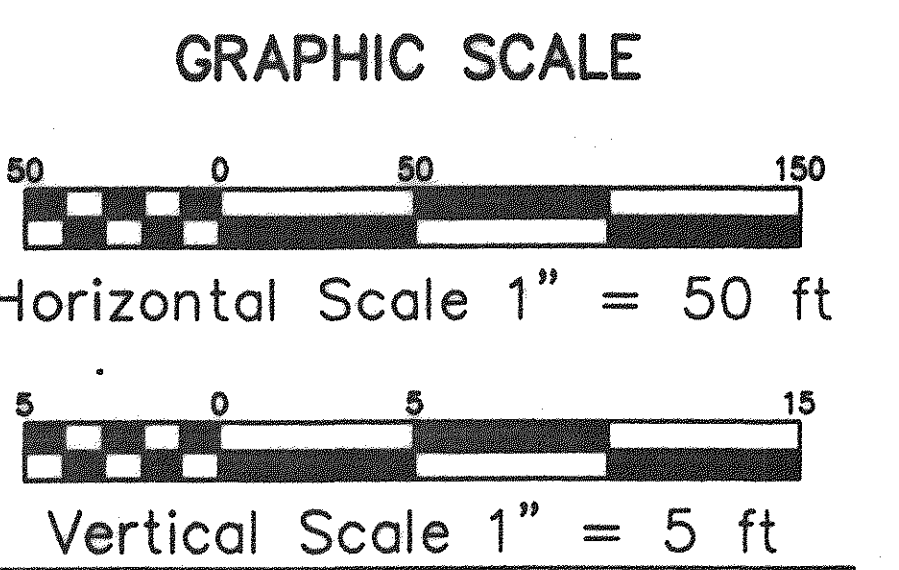 GRAPHIC SCALE
50 0 50 150
Horizontal Scale 1" = 50 ft
5 0 5 15
Vertical Scale 1" = 5 ft